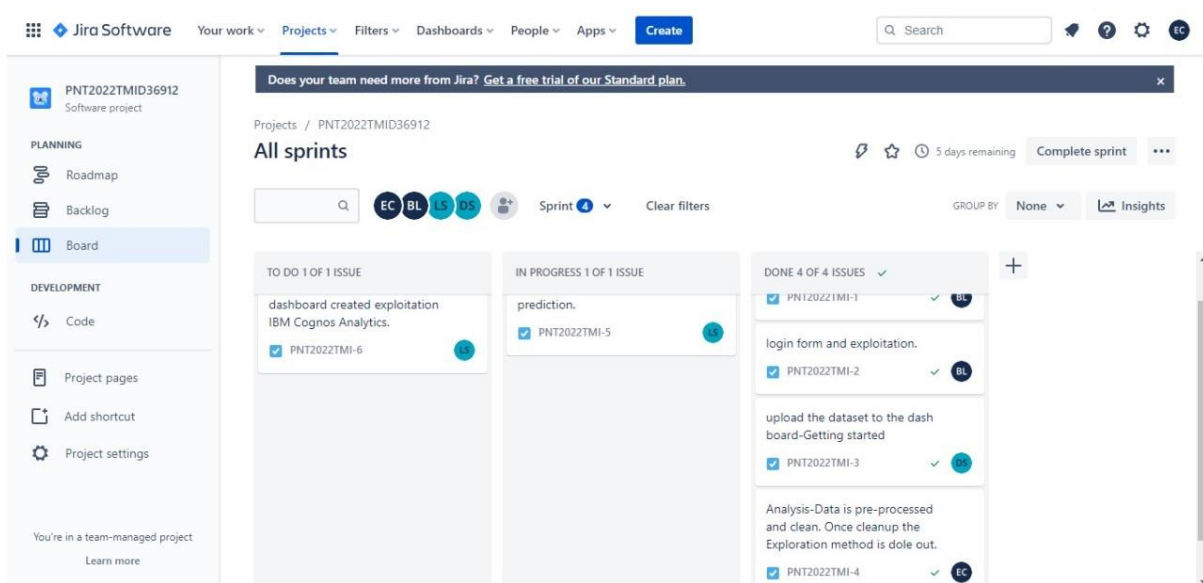 Jira Software Your work Projects Filters Dashboards People Apps Create Search EC
PNT2022TMID36912
Software project
PLANNING
Roadmap
Backlog
Board
DEVELOPMENT
Code
Project pages
Add shortcut
Project settings
You're in a team-managed project
Learn more
Does your team need more from Jira? Get a free trial of our Standard plan.
Projects / PNT2022TMID36912
All sprints
5 days remaining Complete sprint
EC BL LS DS Sprint 4 Clear filters GROUP BY None Insights
TO DO 1 OF 1 ISSUE
dashboard created exploitation
IBM Cognos Analytics.
PNT2022TMI-6 LS
IN PROGRESS 1 OF 1 ISSUE
prediction.
PNT2022TMI-5 LS
DONE 4 OF 4 ISSUES
PNT2022TMI-1 BL
login form and exploitation.
PNT2022TMI-2 BL
upload the dataset to the dash
board-Getting started
PNT2022TMI-3 DS
Analysis-Data is pre-processed
and clean. Once cleanup the
Exploration method is dole out.
PNT2022TMI-4 EC